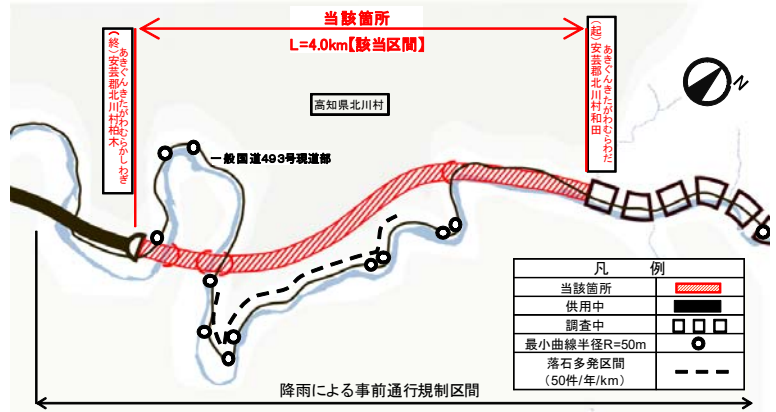 当該箇所
L=4.0km【該当区間】
(終)安芸郡北川村柏木
あきぐんきたがわむらかしわぎ
(起)安芸郡北川村和田
あきぐんきたがわむらわだ
N
高知県北川村
一般国道493号現道部
凡 例
当該箇所
供用中
調査中
最小曲線半径R=50m
落石多発区間
(50件/年/km)
降雨による事前通行規制区間